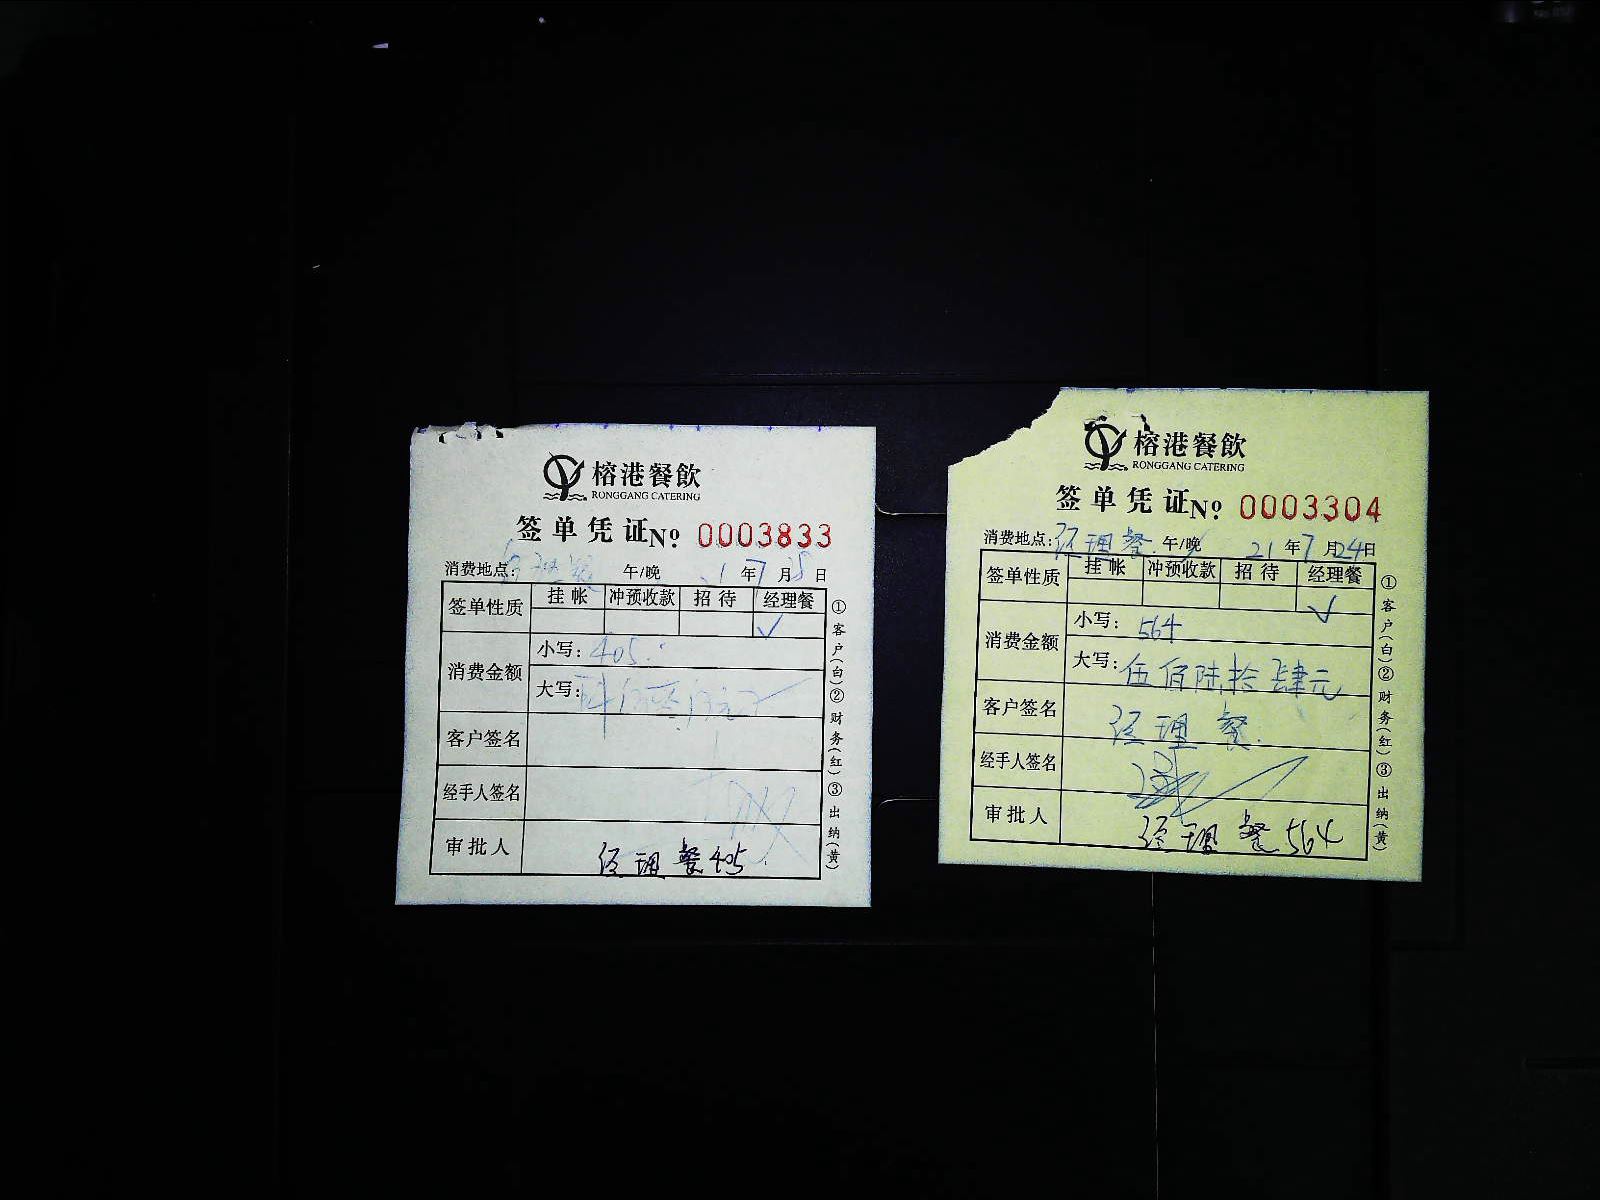 榕港餐飲
RONGGANG CATERING
签单凭证 № 0003833
消费地点: 午/晚 年 7 月 日
签单性质 挂帐 冲预收款 招待 经理餐
✓
消费金额 小写: 405
大写:
客户签名
经手人签名
审批人 经理餐405
①客户(白)②财务(红)③出纳(黄)
榕港餐飲
RONGGANG CATERING
签单凭证 № 0003304
消费地点: 经理餐 午/晚 21 年 7 月 24 日
签单性质 挂帐 冲预收款 招待 经理餐
✓
消费金额 小写: 564
大写: 伍佰陆拾肆元
客户签名 经理餐
经手人签名
审批人 经理餐564
①客户(白)②财务(红)③出纳(黄)